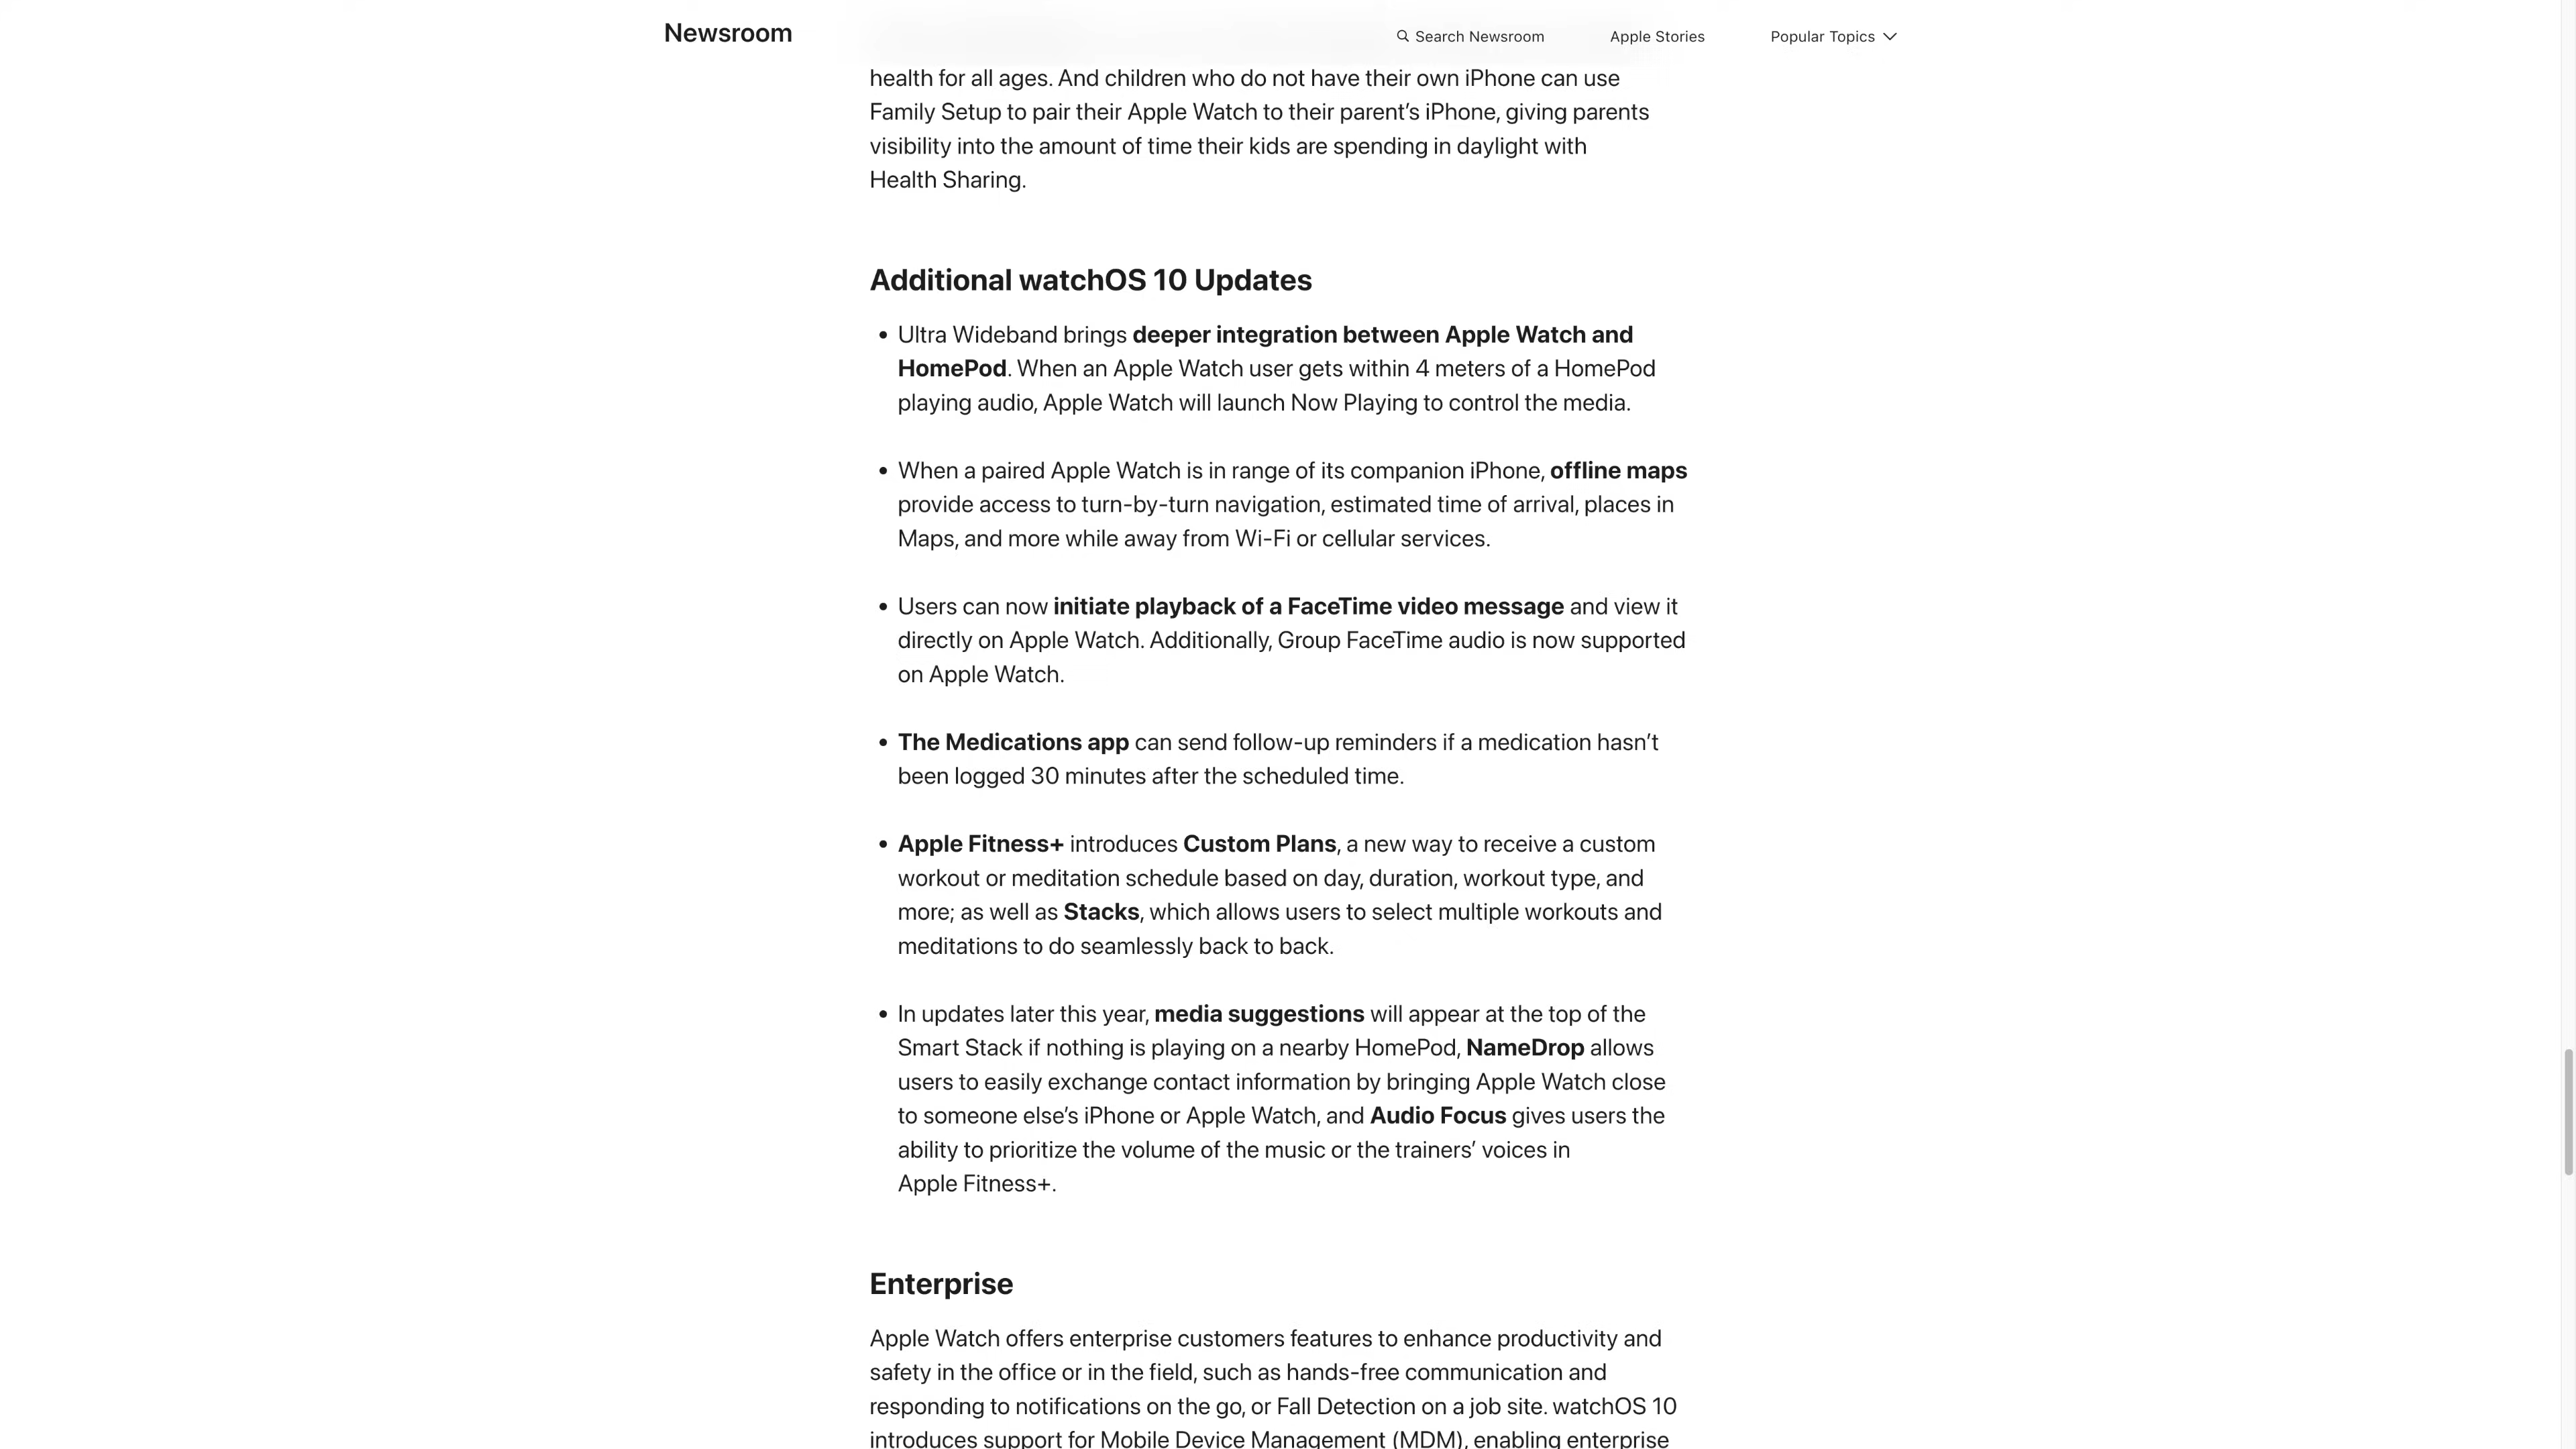 Newsroom
Search Newsroom
Apple Stories
Popular Topics
health for all ages. And children who do not have their own iPhone can use
Family Setup to pair their Apple Watch to their parent’s iPhone, giving parents
visibility into the amount of time their kids are spending in daylight with
Health Sharing.
Additional watchOS 10 Updates
• Ultra Wideband brings deeper integration between Apple Watch and
HomePod. When an Apple Watch user gets within 4 meters of a HomePod
playing audio, Apple Watch will launch Now Playing to control the media.
• When a paired Apple Watch is in range of its companion iPhone, offline maps
provide access to turn-by-turn navigation, estimated time of arrival, places in
Maps, and more while away from Wi-Fi or cellular services.
• Users can now initiate playback of a FaceTime video message and view it
directly on Apple Watch. Additionally, Group FaceTime audio is now supported
on Apple Watch.
• The Medications app can send follow-up reminders if a medication hasn’t
been logged 30 minutes after the scheduled time.
• Apple Fitness+ introduces Custom Plans, a new way to receive a custom
workout or meditation schedule based on day, duration, workout type, and
more; as well as Stacks, which allows users to select multiple workouts and
meditations to do seamlessly back to back.
• In updates later this year, media suggestions will appear at the top of the
Smart Stack if nothing is playing on a nearby HomePod, NameDrop allows
users to easily exchange contact information by bringing Apple Watch close
to someone else’s iPhone or Apple Watch, and Audio Focus gives users the
ability to prioritize the volume of the music or the trainers’ voices in
Apple Fitness+.
Enterprise
Apple Watch offers enterprise customers features to enhance productivity and
safety in the office or in the field, such as hands-free communication and
responding to notifications on the go, or Fall Detection on a job site. watchOS 10
introduces support for Mobile Device Management (MDM), enabling enterprise